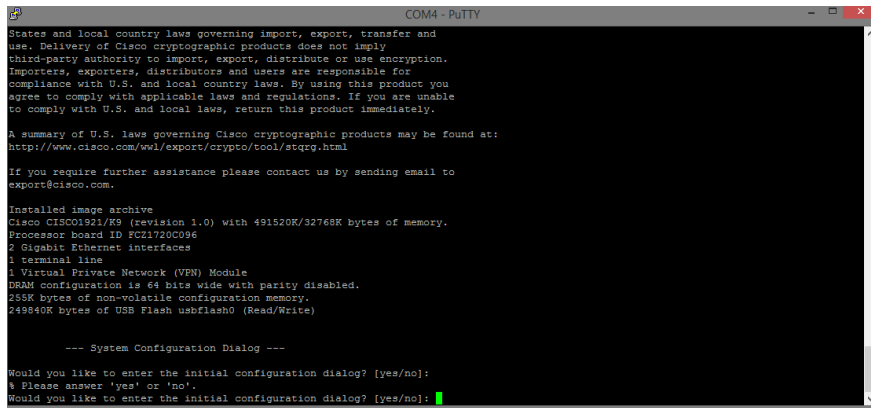 COM4 - PuTTY
States and local country laws governing import, export, transfer and
use. Delivery of Cisco cryptographic products does not imply
third-party authority to import, export, distribute or use encryption.
Importers, exporters, distributors and users are responsible for
compliance with U.S. and local country laws. By using this product you
agree to comply with applicable laws and regulations. If you are unable
to comply with U.S. and local laws, return this product immediately.
A summary of U.S. laws governing Cisco cryptographic products may be found at:
http://www.cisco.com/wwl/export/crypto/tool/stqrg.html
If you require further assistance please contact us by sending email to
export@cisco.com.
Installed image archive
Cisco CISCO1921/K9 (revision 1.0) with 491520K/32768K bytes of memory.
Processor board ID FCZ1720C096
2 Gigabit Ethernet interfaces
1 terminal line
1 Virtual Private Network (VPN) Module
DRAM configuration is 64 bits wide with parity disabled.
255K bytes of non-volatile configuration memory.
249840K bytes of USB Flash usbflash0 (Read/Write)
--- System Configuration Dialog ---
Would you like to enter the initial configuration dialog? [yes/no]:
% Please answer 'yes' or 'no'.
Would you like to enter the initial configuration dialog? [yes/no]: